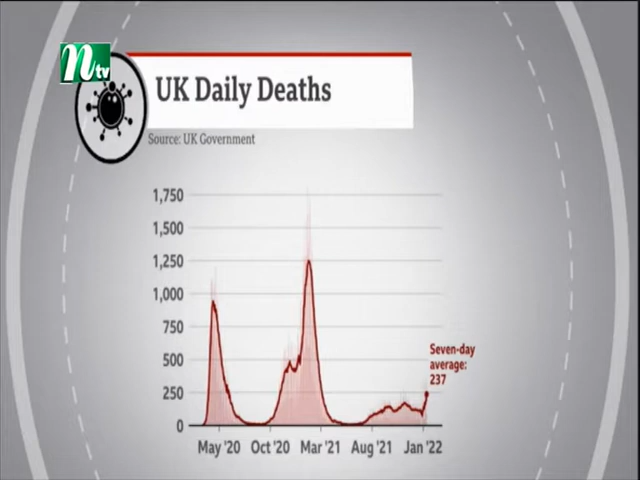 ntv
UK Daily Deaths
Source: UK Government
1,750
1,500
1,250
1,000
750
500
250
0
Seven-day
average:
237
May '20 Oct '20 Mar '21 Aug '21 Jan '22